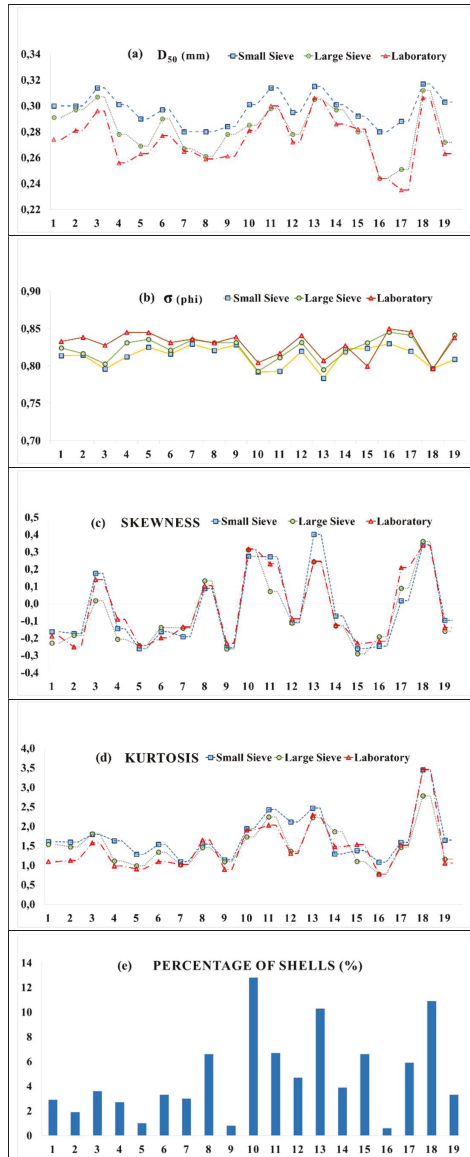 (a) D₅₀ (mm)
Small Sieve Large Sieve Laboratory
0,34
0,32
0,30
0,28
0,26
0,24
0,22
1 2 3 4 5 6 7 8 9 10 11 12 13 14 15 16 17 18 19
(b) σ (phi)
Small Sieve Large Sieve Laboratory
0,90
0,85
0,80
0,75
0,70
1 2 3 4 5 6 7 8 9 10 11 12 13 14 15 16 17 18 19
(c) SKEWNESS
Small Sieve Large Sieve Laboratory
0,5
0,4
0,3
0,2
0,1
0,0
-0,1
-0,2
-0,3
-0,4
1 2 3 4 5 6 7 8 9 10 11 12 13 14 15 16 17 18 19
(d) KURTOSIS
Small Sieve Large Sieve Laboratory
4,0
3,5
3,0
2,5
2,0
1,5
1,0
0,5
0,0
1 2 3 4 5 6 7 8 9 10 11 12 13 14 15 16 17 18 19
(e) PERCENTAGE OF SHELLS (%)
14
12
10
8
6
4
2
0
1 2 3 4 5 6 7 8 9 10 11 12 13 14 15 16 17 18 19